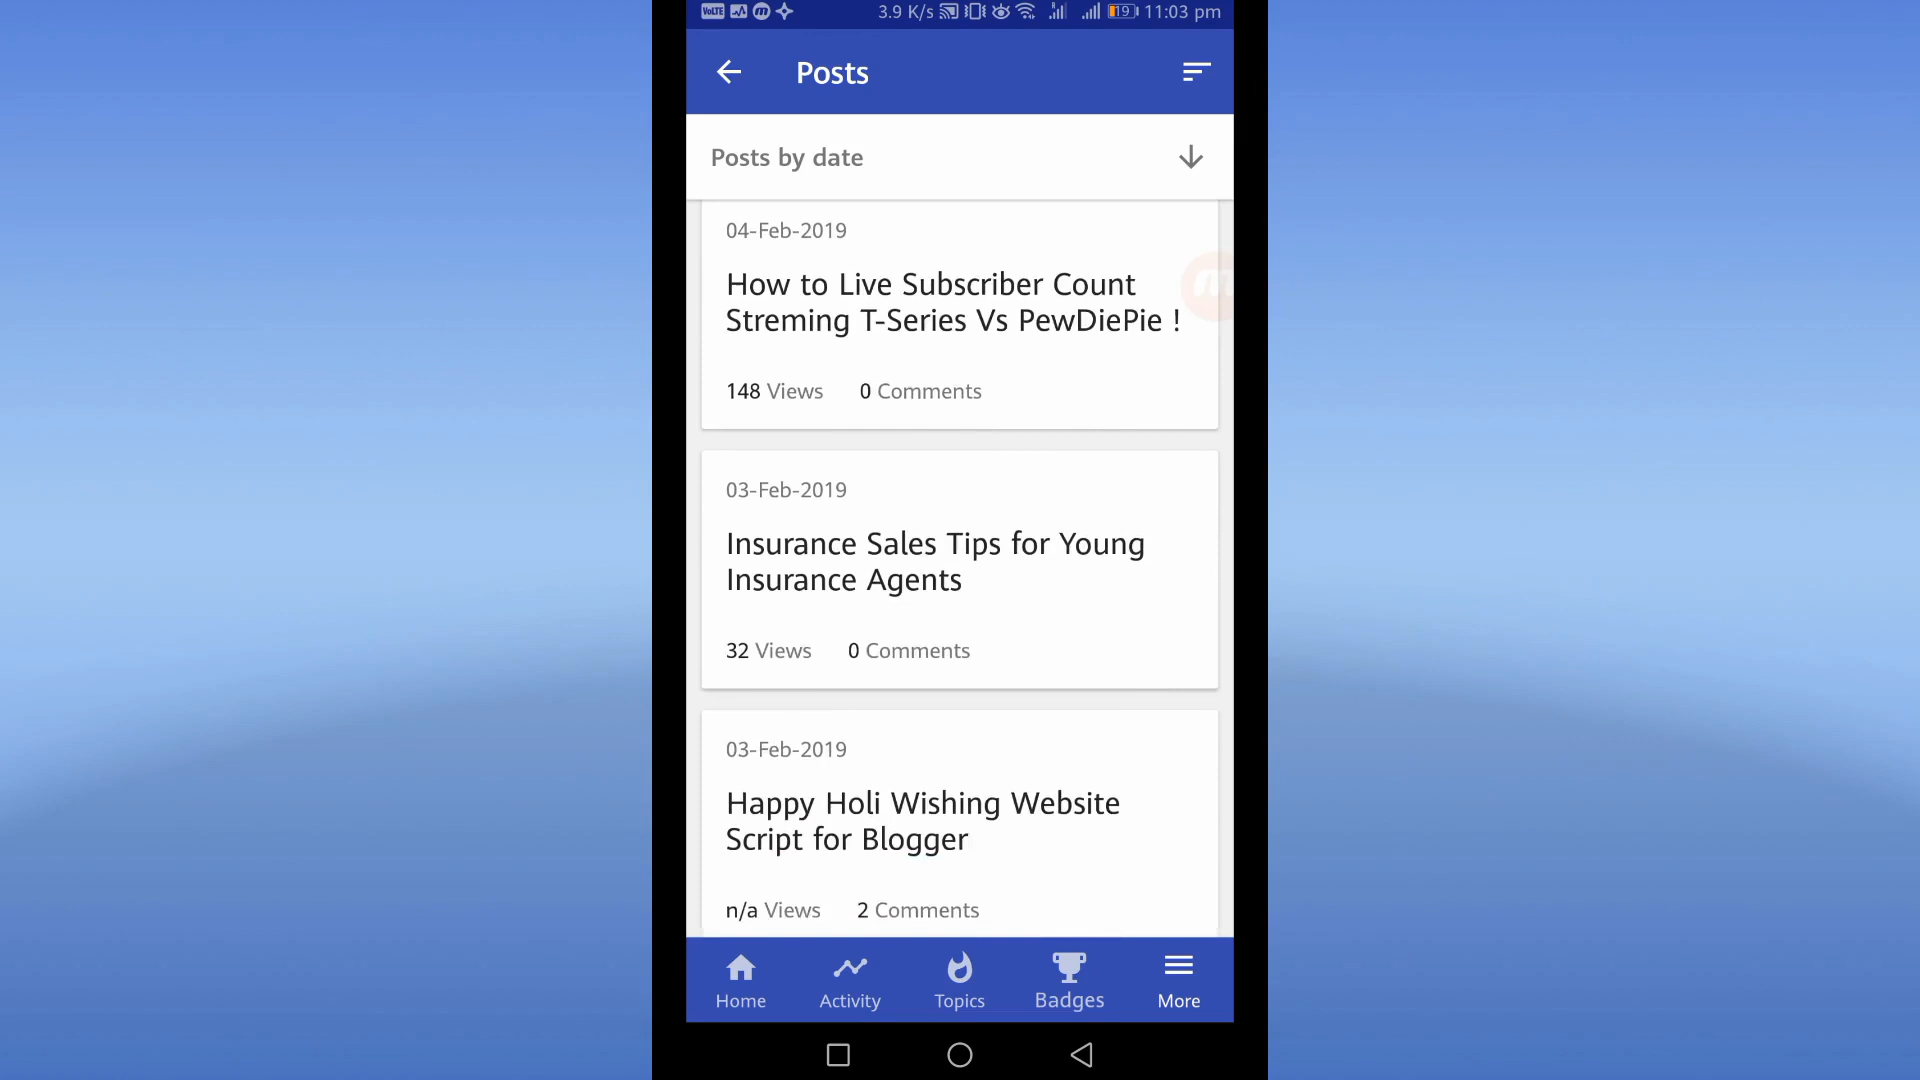 VoLTE 3.9 K/s 19 11:03 pm
Posts
Posts by date
04-Feb-2019
How to Live Subscriber Count
Streming T-Series Vs PewDiePie !
148 Views 0 Comments
03-Feb-2019
Insurance Sales Tips for Young
Insurance Agents
32 Views 0 Comments
03-Feb-2019
Happy Holi Wishing Website
Script for Blogger
n/a Views 2 Comments
Home Activity Topics Badges More